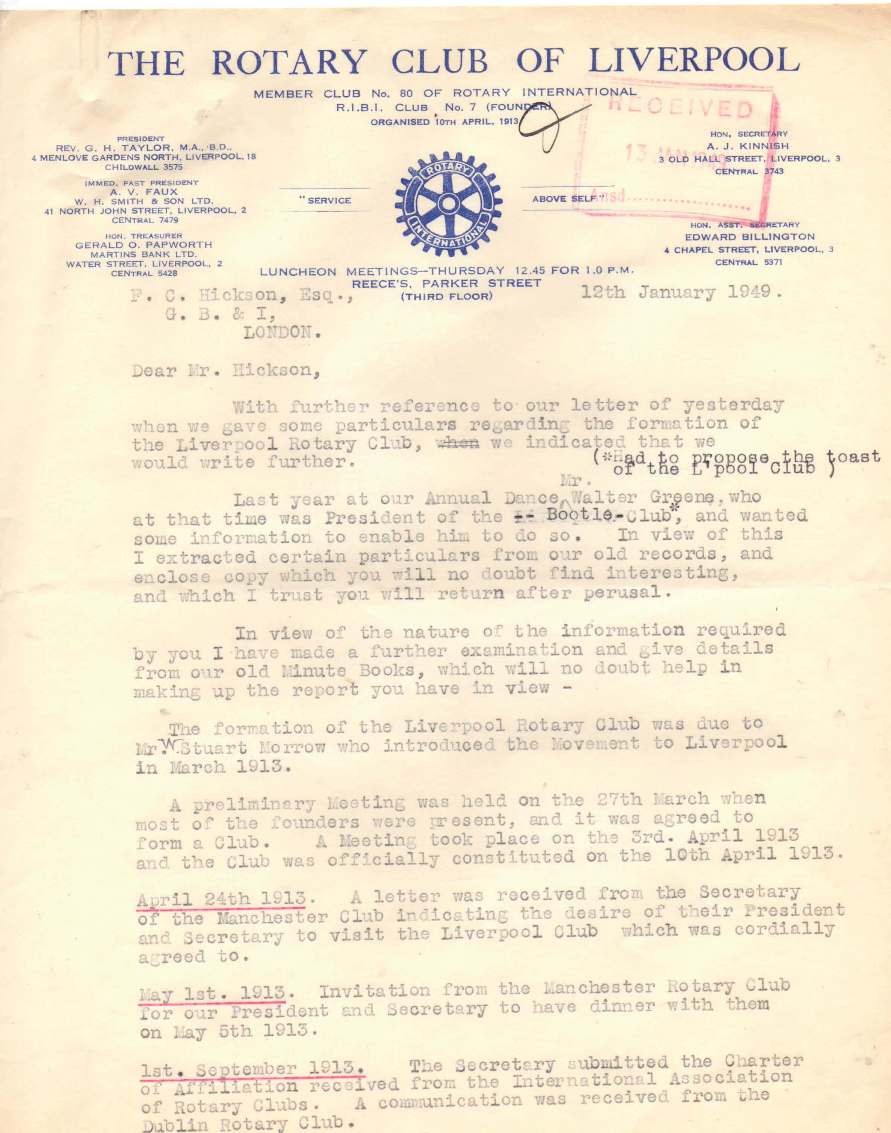 THE ROTARY CLUB OF LIVERPOOL
MEMBER CLUB No. 80 OF ROTARY INTERNATIONAL
R.I.B.I. CLUB No. 7 (FOUNDER)
ORGANISED 10TH APRIL, 1913
RECEIVED
13 JAN
Ansd.
PRESIDENT
REV. G. H. TAYLOR, M.A., B.D.,
4 MENLOVE GARDENS NORTH, LIVERPOOL, 18
CHILDWALL 3575
IMMED. PAST PRESIDENT
A. V. FAUX
W. H. SMITH & SON LTD.
41 NORTH JOHN STREET, LIVERPOOL, 2
CENTRAL 7479
HON. TREASURER
GERALD O. PAPWORTH
MARTINS BANK LTD.
WATER STREET, LIVERPOOL, 2
CENTRAL 5428
"SERVICE
ROTARY
INTERNATIONAL
ABOVE SELF"
HON. SECRETARY
A. J. KINNISH
3 OLD HALL STREET, LIVERPOOL, 3
CENTRAL 3743
HON. ASST. SECRETARY
EDWARD BILLINGTON
4 CHAPEL STREET, LIVERPOOL, 3
CENTRAL 5371
LUNCHEON MEETINGS—THURSDAY 12.45 FOR 1.0 P.M.
REECE'S, PARKER STREET
(THIRD FLOOR)
F. C. Hickson, Esq.,
G. B. & I,
LONDON.
12th January 1949.
Dear Mr. Hickson,
With further reference to our letter of yesterday
when we gave some particulars regarding the formation of
the Liverpool Rotary Club, when we indicated that we
would write further.
(*Had to propose the toast
of the L'pool Club )
Mr.
Last year at our Annual Dance, Walter Greene, who
at that time was President of the -- Bootle-Club*, and wanted
some information to enable him to do so. In view of this
I extracted certain particulars from our old records, and
enclose copy which you will no doubt find interesting,
and which I trust you will return after perusal.
In view of the nature of the information required
by you I have made a further examination and give details
from our old Minute Books, which will no doubt help in
making up the report you have in view -
The formation of the Liverpool Rotary Club was due to
Mr. W. Stuart Morrow who introduced the Movement to Liverpool
in March 1913.
A preliminary Meeting was held on the 27th March when
most of the founders were present, and it was agreed to
form a Club. A Meeting took place on the 3rd. April 1913
and the Club was officially constituted on the 10th April 1913.
April 24th 1913. A letter was received from the Secretary
of the Manchester Club indicating the desire of their President
and Secretary to visit the Liverpool Club which was cordially
agreed to.
May 1st. 1913. Invitation from the Manchester Rotary Club
for our President and Secretary to have dinner with them
on May 5th 1913.
1st. September 1913. The Secretary submitted the Charter
of Affiliation received from the International Association
of Rotary Clubs. A communication was received from the
Dublin Rotary Club.